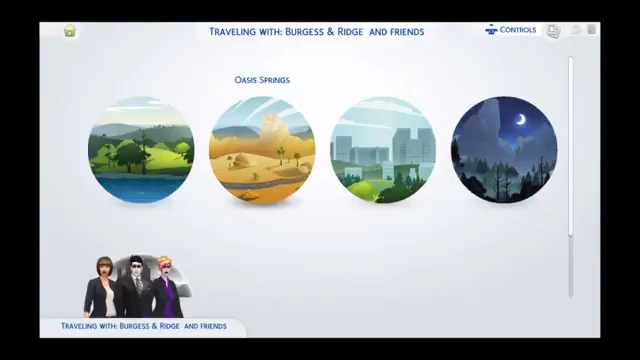 Traveling with: Burgess & Ridge and friends
Controls
Oasis Springs
Traveling with: Burgess & Ridge and friends